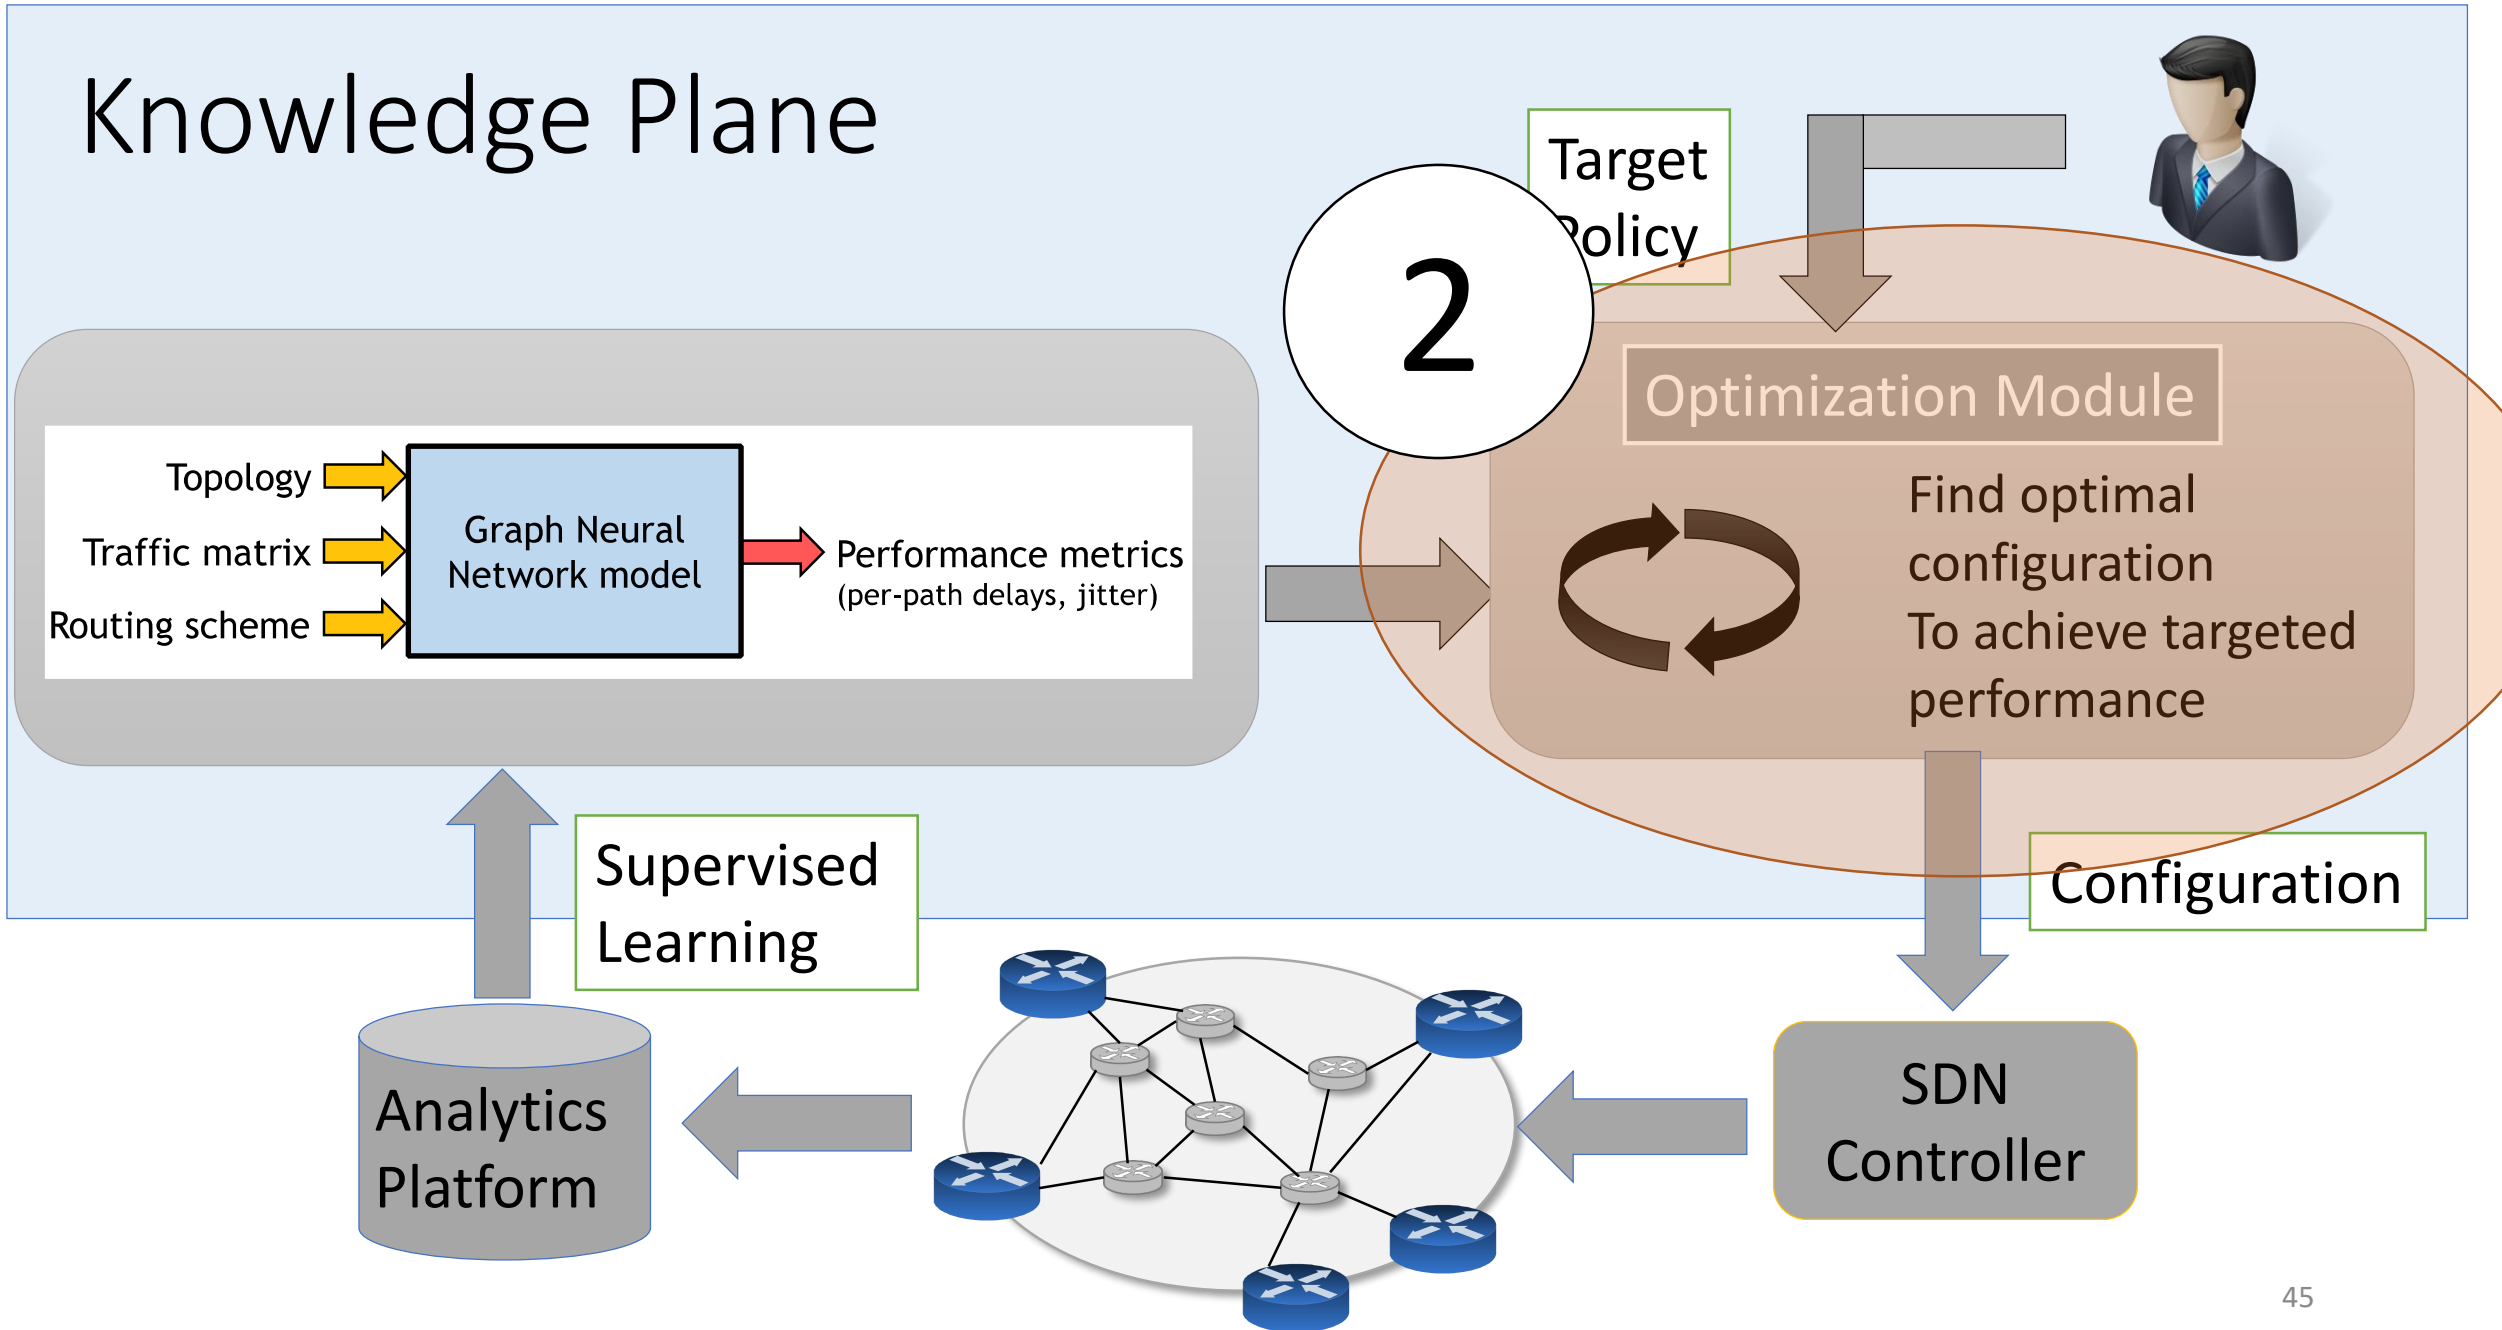 Knowledge Plane
Target
Policy
2
Optimization Module
Find optimal
configuration
To achieve targeted
performance
Topology
Traffic matrix
Routing scheme
Graph Neural
Network model
Performance metrics
(per-path delays, jitter)
Supervised
Learning
Configuration
Analytics
Platform
SDN
Controller
45